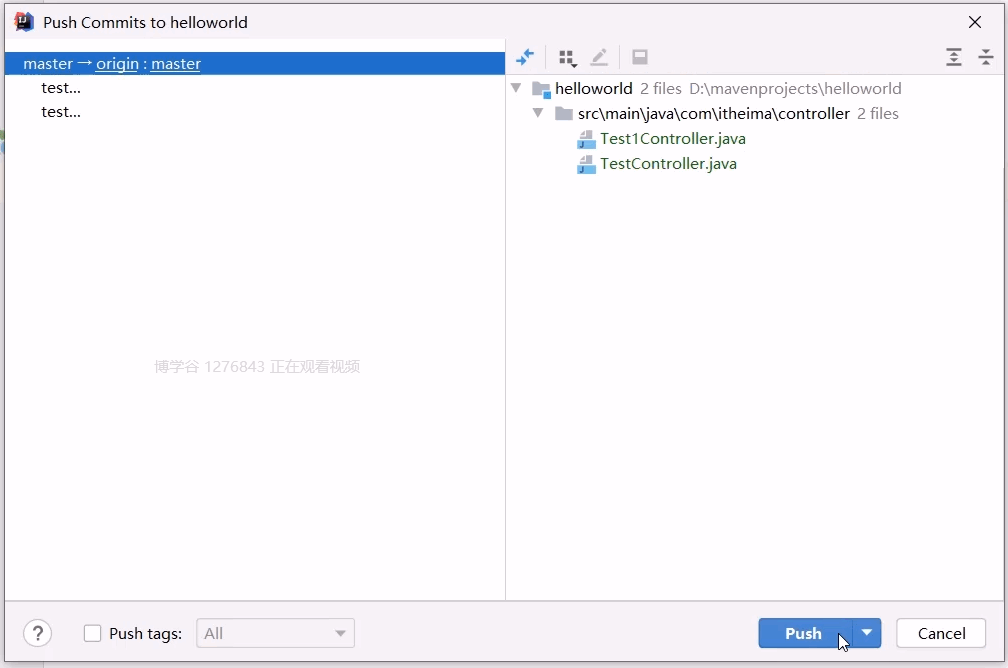 Push Commits to helloworld
master → origin : master
test...
test...
helloworld 2 files D:\mavenprojects\helloworld
src\main\java\com\itheima\controller 2 files
Test1Controller.java
TestController.java
博学谷 1276843 正在观看视频
? Push tags: All Push Cancel